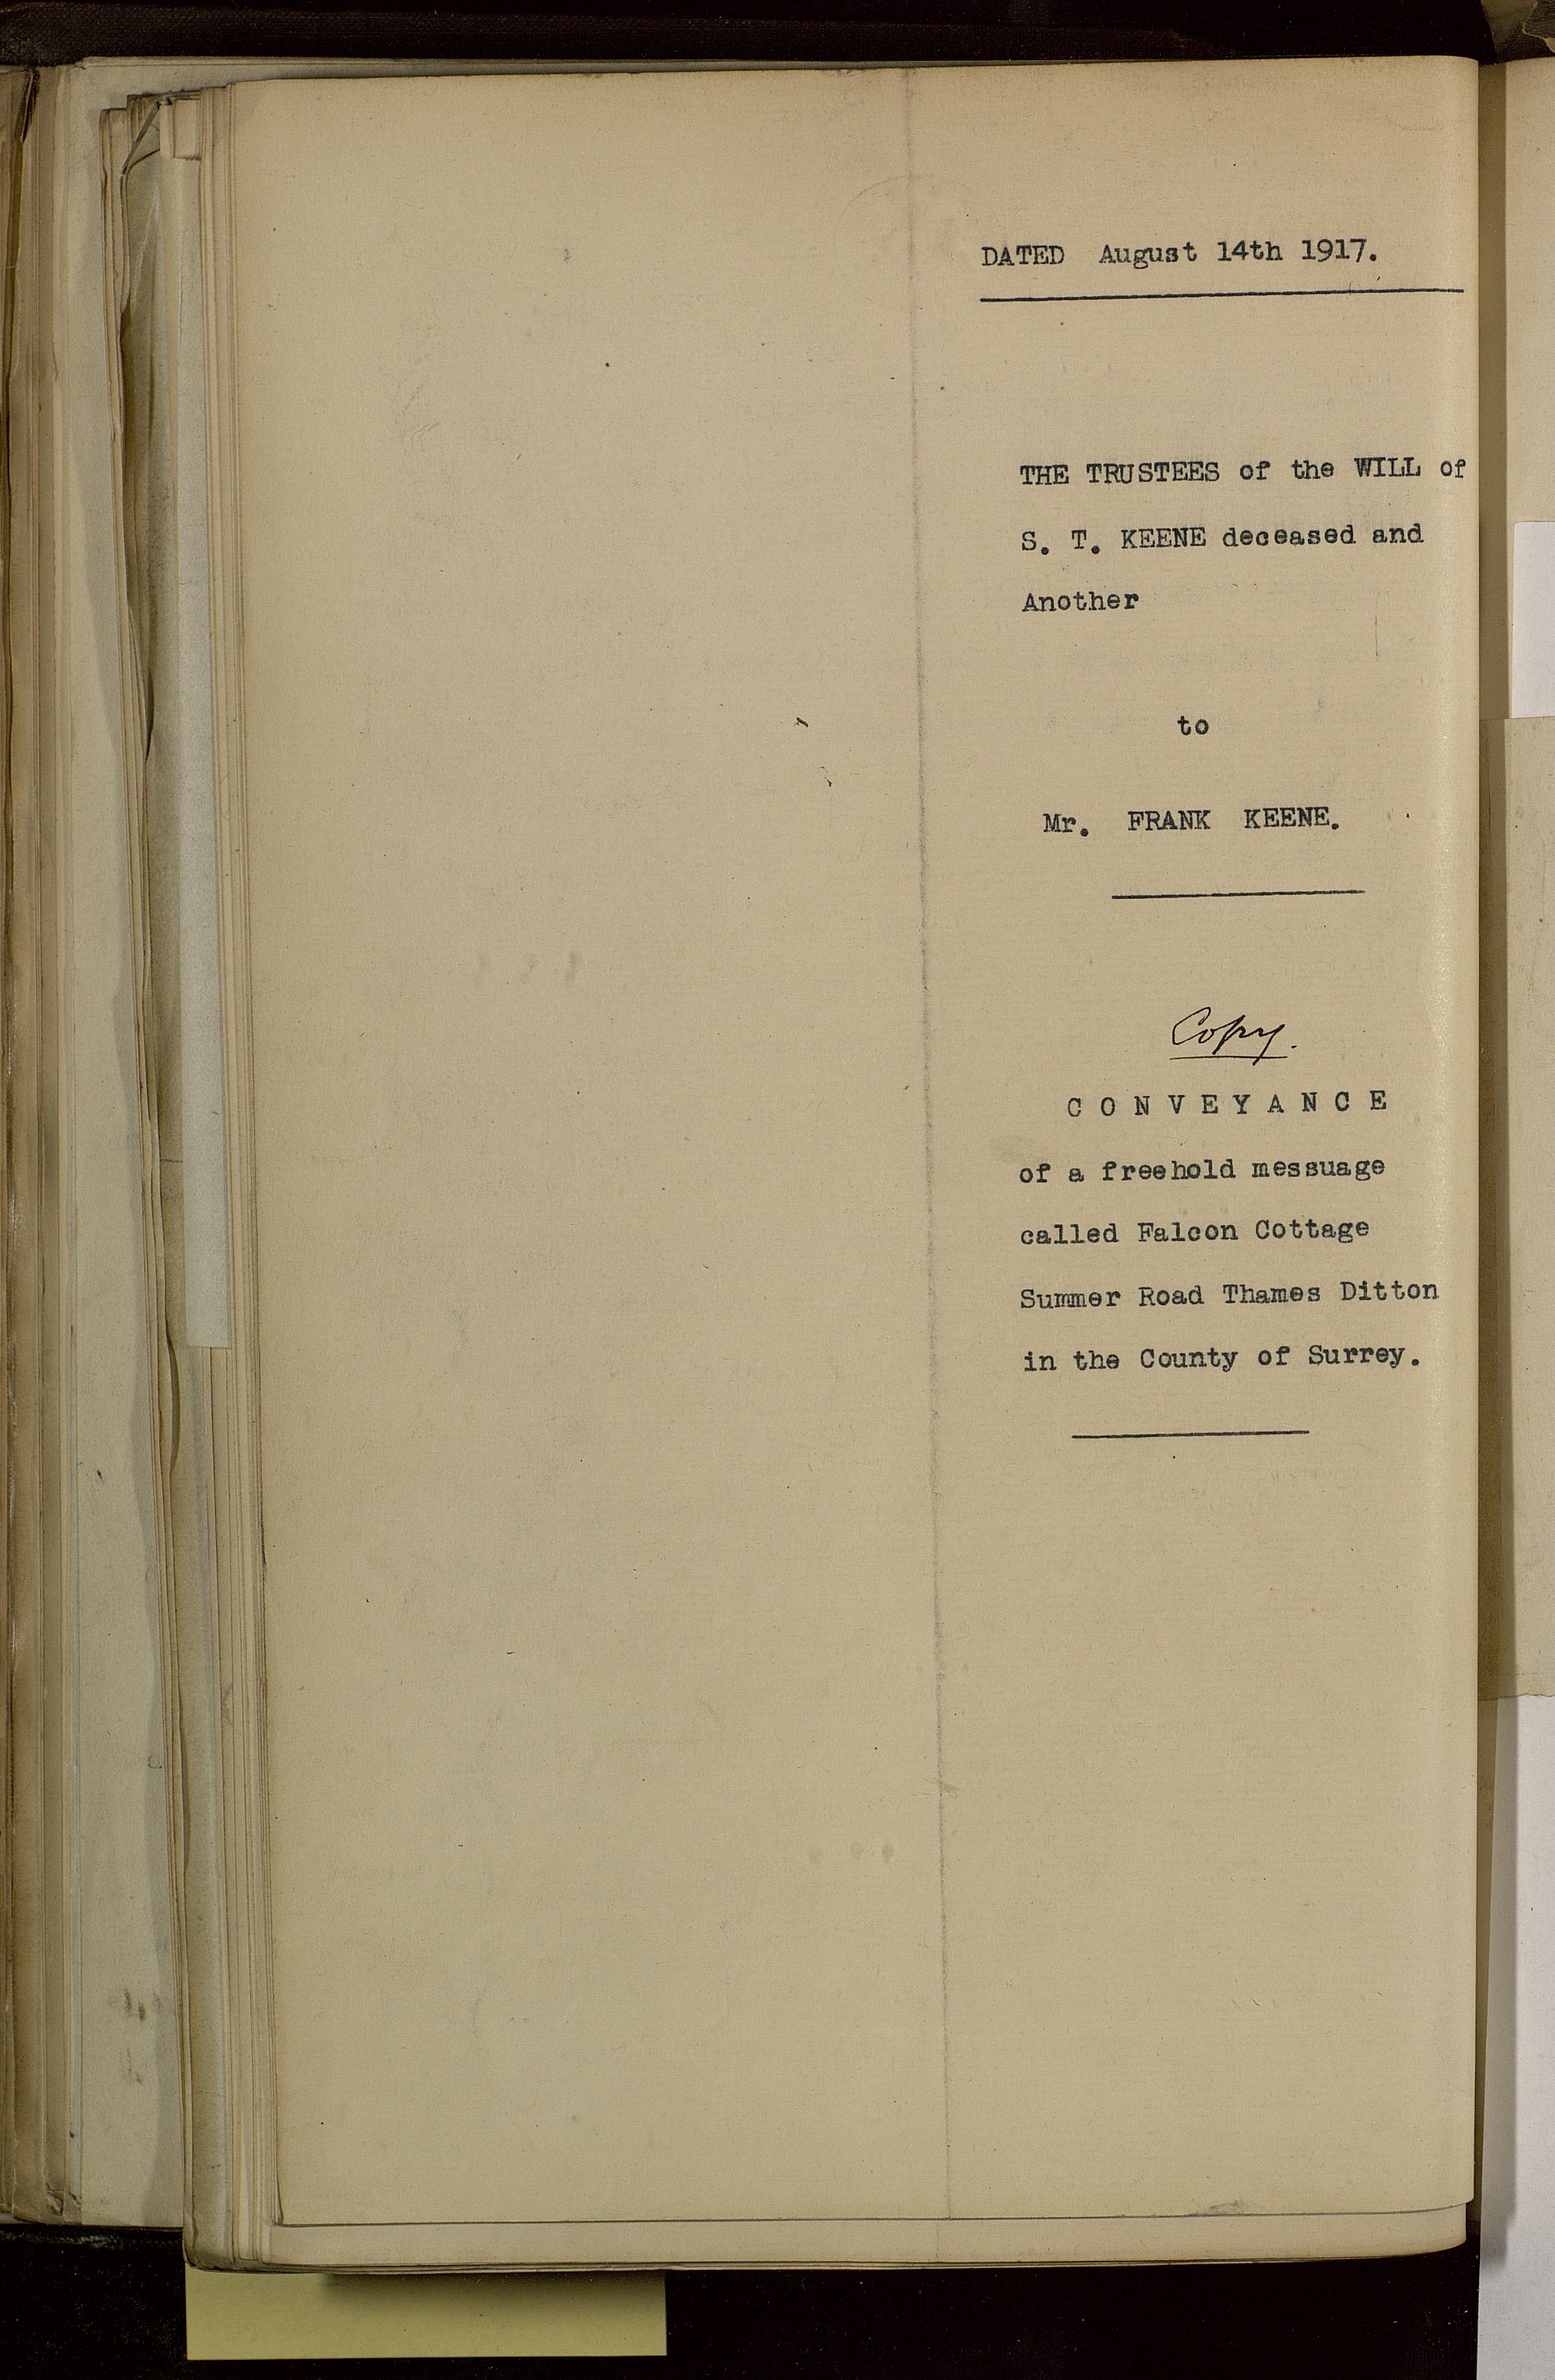 DATED August 14th 1917.
THE TRUSTEES of the WILL of
S. T. KEENE deceased and
Another
to
Mr. FRANK KEENE.
Copy.
CONVEYANCE
of a freehold messuage
called Falcon Cottage
Summer Road Thames Ditton
in the County of Surrey.